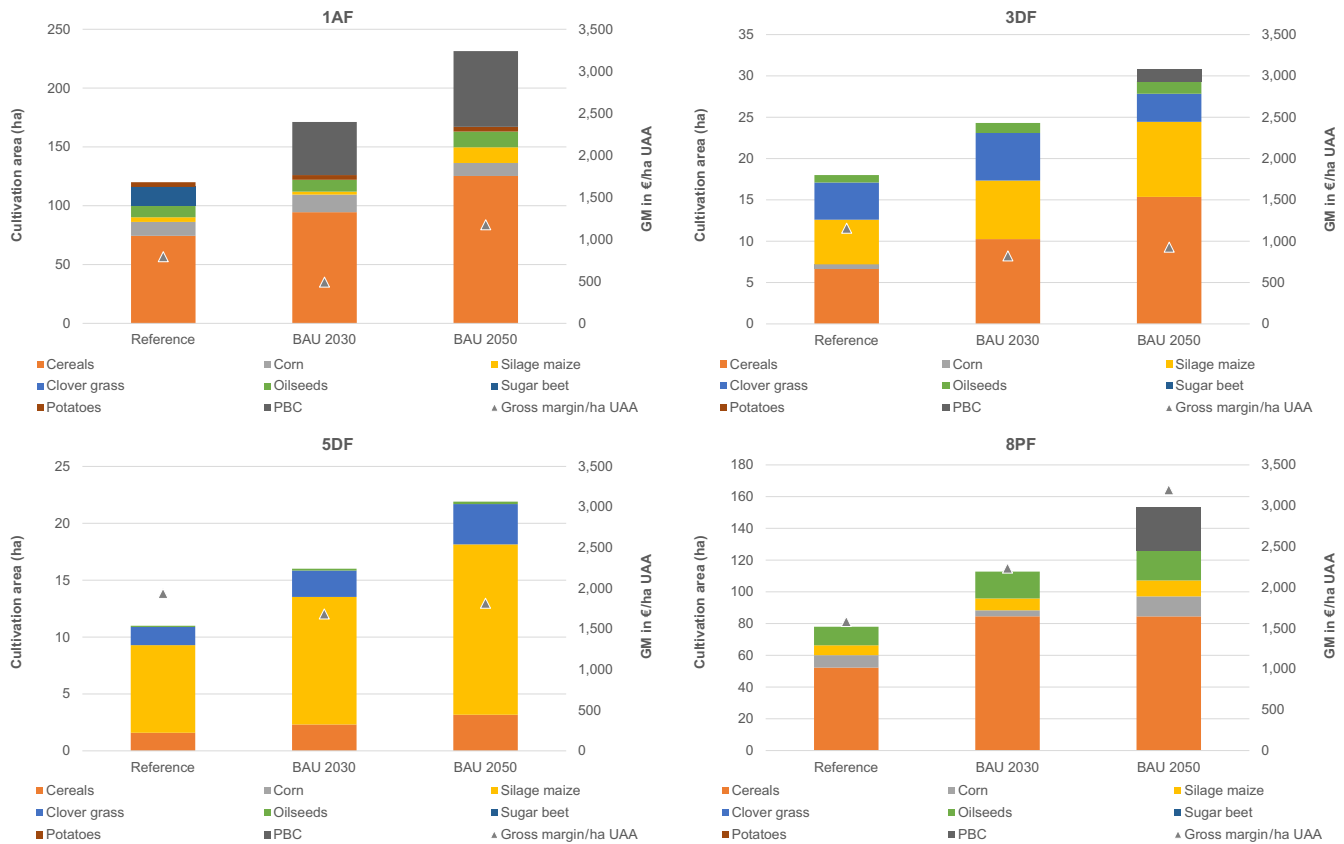 1AF
250
200
150
100
50
0
Cultivation area (ha)
3,500
3,000
2,500
2,000
1,500
1,000
500
0
GM in €/ha UAA
Reference BAU 2030 BAU 2050
Cereals Corn Silage maize
Clover grass Oilseeds Sugar beet
Potatoes PBC Gross margin/ha UAA
3DF
35
30
25
20
15
10
5
0
Cultivation area (ha)
3,500
3,000
2,500
2,000
1,500
1,000
500
0
GM in €/ha UAA
Reference BAU 2030 BAU 2050
Cereals Corn Silage maize
Clover grass Oilseeds Sugar beet
Potatoes PBC Gross margin/ha UAA
5DF
25
20
15
10
5
0
Cultivation area (ha)
3,500
3,000
2,500
2,000
1,500
1,000
500
0
GM in €/ha UAA
Reference BAU 2030 BAU 2050
Cereals Corn Silage maize
Clover grass Oilseeds Sugar beet
Potatoes PBC Gross margin/ha UAA
8PF
180
160
140
120
100
80
60
40
20
0
Cultivation area (ha)
3,500
3,000
2,500
2,000
1,500
1,000
500
0
GM in €/ha UAA
Reference BAU 2030 BAU 2050
Cereals Corn Silage maize
Clover grass Oilseeds Sugar beet
Potatoes PBC Gross margin/ha UAA